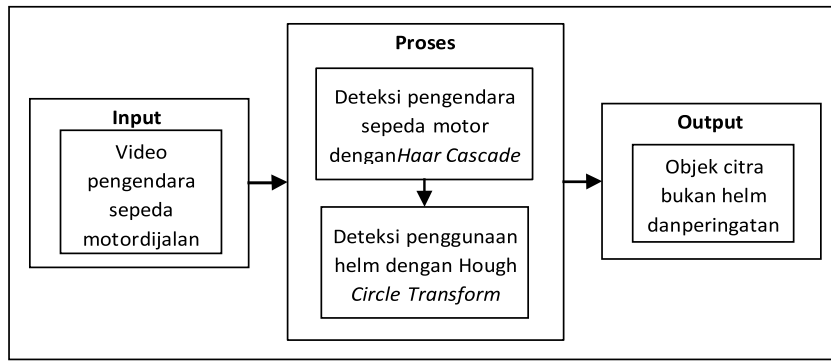 Input
Video
pengendara
sepeda
motordijalan
Proses
Deteksi pengendara
sepeda motor
denganHaar Cascade
Deteksi penggunaan
helm dengan Hough
Circle Transform
Output
Objek citra
bukan helm
danperingatan